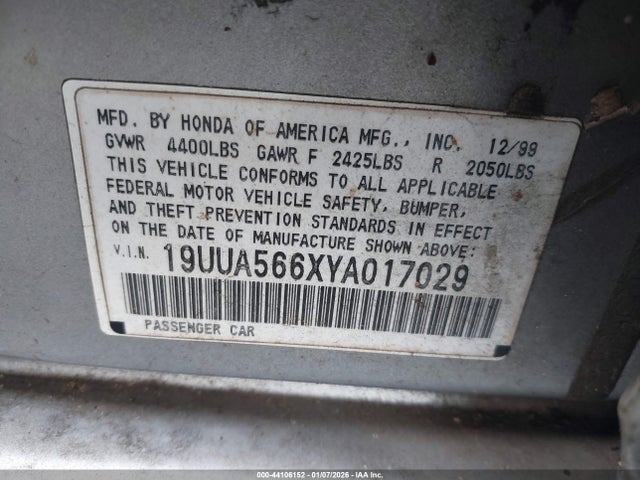 MFD. BY HONDA OF AMERICA MFG., INC. 12/99
GVWR 4400LBS GAWR F 2425LBS R 2050LBS
THIS VEHICLE CONFORMS TO ALL APPLICABLE
FEDERAL MOTOR VEHICLE SAFETY, BUMPER,
AND THEFT PREVENTION STANDARDS IN EFFECT
ON THE DATE OF MANUFACTURE SHOWN ABOVE.
V.I.N. 19UUA566XYA017029
PASSENGER CAR
000-44106152 - 01/07/2026 - IAA Inc.